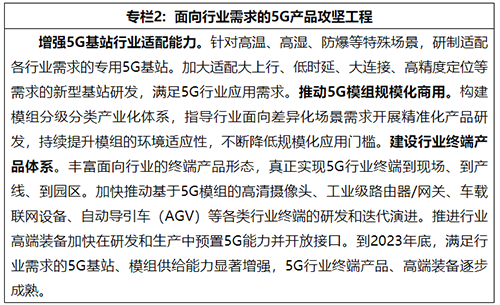 专栏2：面向行业需求的5G产品攻坚工程
增强5G基站行业适配能力。针对高温、高湿、防爆等特殊场景，研制适配
各行业需求的专用5G基站。加大适配大上行、低时延、大连接、高精度定位等
需求的新型基站研发，满足5G行业应用需求。推动5G模组规模化商用。构建
模组分级分类产业化体系，指导行业面向差异化场景需求开展精准化产品研
发，持续提升模组的环境适应性，不断降低规模化应用门槛。建设行业终端产
品体系。丰富面向行业的终端产品形态，真正实现5G行业终端到现场、到产
线、到园区。加快推动基于5G模组的高清摄像头、工业级路由器/网关、车载
联网设备、自动导引车（AGV）等各类行业终端的研发和迭代演进。推进行业
高端装备加快在研发和生产中预置5G能力并开放接口。到2023年底，满足行
业需求的5G基站、模组供给能力显著增强，5G行业终端产品、高端装备逐步
成熟。